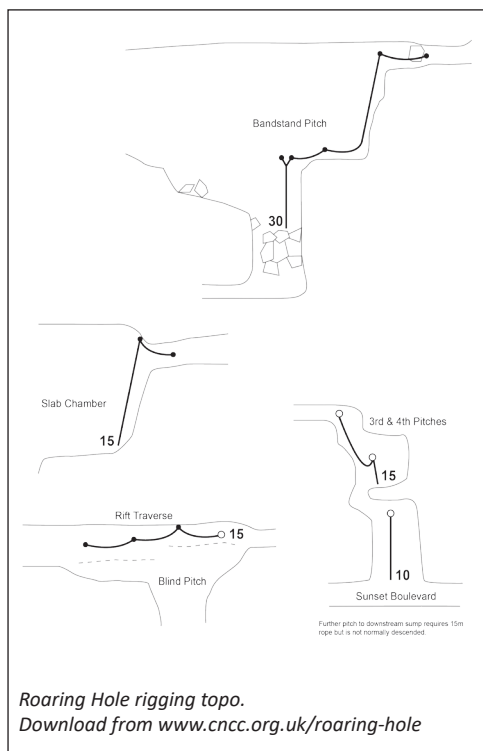 Bandstand Pitch
30
Slab Chamber
15
3rd & 4th Pitches
15
Rift Traverse
15
Blind Pitch
10
Sunset Boulevard
Further pitch to downstream sump requires 15m
rope but is not normally descended.
Roaring Hole rigging topo.
Download from www.cncc.org.uk/roaring-hole